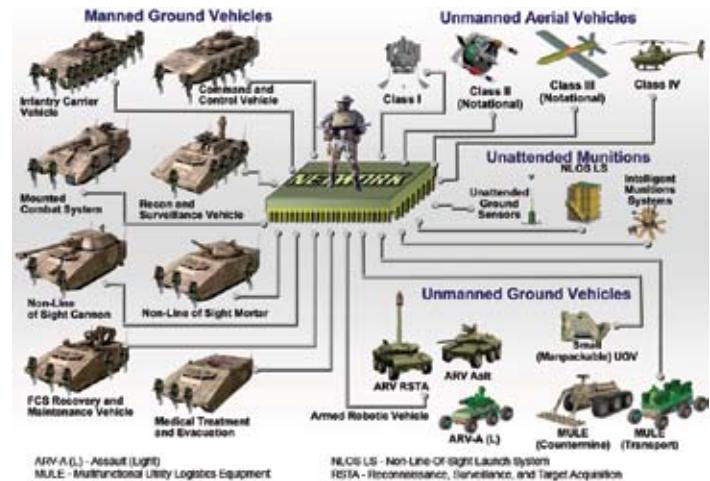 Manned Ground Vehicles
Infantry Carrier
Vehicle
Command and
Control Vehicle
Mounted
Combat System
Recon and
Surveillance Vehicle
Non-Line
of Sight Cannon
Non-Line of Sight Mortar
FCS Recovery and
Maintenance Vehicle
Medical Treatment
and Evacuation
NETWORK
Unmanned Aerial Vehicles
Class I
Class II
(Notational)
Class III
(Notational)
Class IV
Unattended Munitions
NLOS LS
Unattended
Ground
Sensors
Intelligent
Munitions
Systems
Unmanned Ground Vehicles
ARV RSTA
ARV Aslt
Small
(Manpackable) UGV
Armed Robotic Vehicle
ARV-A (L)
MULE
(Countermine)
MULE
(Transport)
ARV-A (L) - Assault (Light)
MULE - Multifunctional Utility Logistics Equipment
NLOS LS - Non-Line-Of-Sight Launch System
RSTA - Reconnaissance, Surveillance, and Target Acquisition